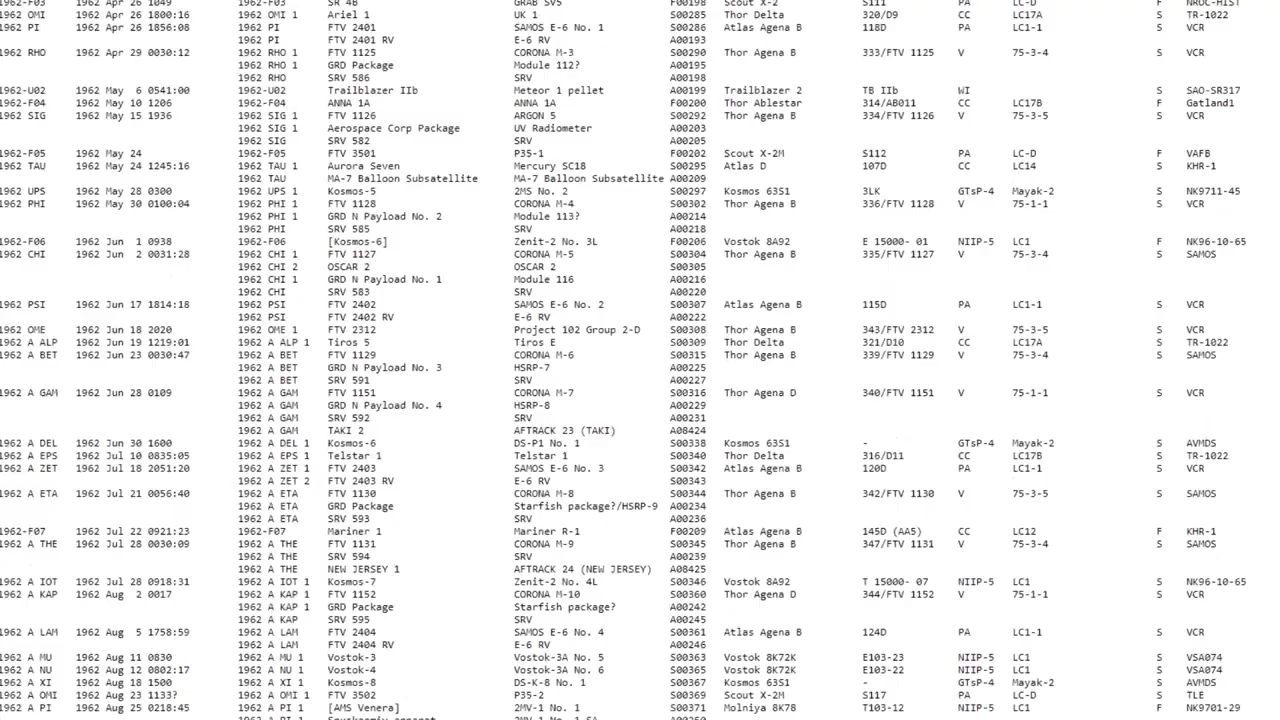 1962-F03 1962 Apr 26 1049 1962-F03 SR 4B GRAB SV5 F00198 Scout X-2 S111 PA LC-D F NROC-HIST
1962 OMI 1962 Apr 26 1800:16 1962 OMI 1 Ariel 1 UK 1 S00285 Thor Delta 320/D9 CC LC17A S TR-1022
1962 PI 1962 Apr 26 1856:08 1962 PI FTV 2401 SAMOS E-6 No. 1 S00286 Atlas Agena B 118D PA LC1-1 S VCR
1962 PI FTV 2401 RV E-6 RV A00193
1962 RHO 1962 Apr 29 0030:12 1962 RHO 1 FTV 1125 CORONA M-3 S00290 Thor Agena B 333/FTV 1125 V 75-3-4 S VCR
1962 RHO 1 GRD Package Module 112? A00195
1962 RHO SRV 586 SRV A00198
1962-U02 1962 May 6 0541:00 1962-U02 Trailblazer IIb Meteor 1 pellet A00199 Trailblazer 2 TB IIb WI S SAO-SR317
1962-F04 1962 May 10 1206 1962-F04 ANNA 1A ANNA 1A F00200 Thor Ablestar 314/AB011 CC LC17B F Gatland1
1962 SIG 1962 May 15 1936 1962 SIG 1 FTV 1126 ARGON 5 S00292 Thor Agena B 334/FTV 1126 V 75-3-5 S VCR
1962 SIG 1 Aerospace Corp Package UV Radiometer A00203
1962 SIG SRV 582 SRV A00205
1962-F05 1962 May 24 1962-F05 FTV 3501 P35-1 F00202 Scout X-2M S112 PA LC-D F VAFB
1962 TAU 1962 May 24 1245:16 1962 TAU 1 Aurora Seven Mercury SC18 S00295 Atlas D 107D CC LC14 S KHR-1
1962 TAU MA-7 Balloon Subsatellite MA-7 Balloon Subsatellite A00209
1962 UPS 1962 May 28 0300 1962 UPS 1 Kosmos-5 2MS No. 2 S00297 Kosmos 63S1 3LK GTsP-4 Mayak-2 S NK9711-45
1962 PHI 1962 May 30 0100:04 1962 PHI 1 FTV 1128 CORONA M-4 S00302 Thor Agena B 336/FTV 1128 V 75-1-1 S VCR
1962 PHI 1 GRD N Payload No. 2 Module 113? A00214
1962 PHI SRV 585 SRV A00218
1962-F06 1962 Jun 1 0938 1962-F06 [Kosmos-6] Zenit-2 No. 3L F00206 Vostok 8A92 E 15000- 01 NIIP-5 LC1 F NK96-10-65
1962 CHI 1962 Jun 2 0031:28 1962 CHI 1 FTV 1127 CORONA M-5 S00304 Thor Agena B 335/FTV 1127 V 75-3-4 S SAMOS
1962 CHI 2 OSCAR 2 OSCAR 2 S00305
1962 CHI 1 GRD N Payload No. 1 Module 116 A00216
1962 CHI SRV 583 SRV A00220
1962 PSI 1962 Jun 17 1814:18 1962 PSI FTV 2402 SAMOS E-6 No. 2 S00307 Atlas Agena B 115D PA LC1-1 S VCR
1962 PSI FTV 2402 RV E-6 RV A00222
1962 OME 1962 Jun 18 2020 1962 OME 1 FTV 2312 Project 102 Group 2-D S00308 Thor Agena B 343/FTV 2312 V 75-3-5 S VCR
1962 A ALP 1962 Jun 19 1219:01 1962 A ALP 1 Tiros 5 Tiros E S00309 Thor Delta 321/D10 CC LC17A S TR-1022
1962 A BET 1962 Jun 23 0030:47 1962 A BET FTV 1129 CORONA M-6 S00315 Thor Agena B 339/FTV 1129 V 75-3-4 S SAMOS
1962 A BET GRD N Payload No. 3 HSRP-7 A00225
1962 A BET SRV 591 SRV A00227
1962 A GAM 1962 Jun 28 0109 1962 A GAM FTV 1151 CORONA M-7 S00316 Thor Agena D 340/FTV 1151 V 75-1-1 S VCR
1962 A GAM GRD N Payload No. 4 HSRP-8 A00229
1962 A GAM SRV 592 SRV A00231
1962 A GAM TAKI 2 AFTRACK 23 (TAKI) A08424
1962 A DEL 1962 Jun 30 1600 1962 A DEL 1 Kosmos-6 DS-P1 No. 1 S00338 Kosmos 63S1 - GTsP-4 Mayak-2 S AVMDS
1962 A EPS 1962 Jul 10 0835:05 1962 A EPS 1 Telstar 1 Telstar 1 S00340 Thor Delta 316/D11 CC LC17B S TR-1022
1962 A ZET 1962 Jul 18 2051:20 1962 A ZET 1 FTV 2403 SAMOS E-6 No. 3 S00342 Atlas Agena B 120D PA LC1-1 S VCR
1962 A ZET 2 FTV 2403 RV E-6 RV S00343
1962 A ETA 1962 Jul 21 0056:40 1962 A ETA FTV 1130 CORONA M-8 S00344 Thor Agena B 342/FTV 1130 V 75-3-5 S SAMOS
1962 A ETA GRD Package Starfish package?/HSRP-9 A00234
1962 A ETA SRV 593 SRV A00236
1962-F07 1962 Jul 22 0921:23 1962-F07 Mariner 1 Mariner R-1 F00209 Atlas Agena B 145D (AA5) CC LC12 F KHR-1
1962 A THE 1962 Jul 28 0030:09 1962 A THE FTV 1131 CORONA M-9 S00345 Thor Agena B 347/FTV 1131 V 75-3-4 S SAMOS
1962 A THE SRV 594 SRV A00239
1962 A THE NEW JERSEY 1 AFTRACK 24 (NEW JERSEY) A08425
1962 A IOT 1962 Jul 28 0918:31 1962 A IOT 1 Kosmos-7 Zenit-2 No. 4L S00346 Vostok 8A92 T 15000- 07 NIIP-5 LC1 S NK96-10-65
1962 A KAP 1962 Aug 2 0017 1962 A KAP 1 FTV 1152 CORONA M-10 S00360 Thor Agena D 344/FTV 1152 V 75-1-1 S VCR
1962 A KAP 1 GRD Package Starfish package? A00242
1962 A KAP SRV 595 SRV A00245
1962 A LAM 1962 Aug 5 1758:59 1962 A LAM FTV 2404 SAMOS E-6 No. 4 S00361 Atlas Agena B 124D PA LC1-1 S VCR
1962 A LAM FTV 2404 RV E-6 RV A00246
1962 A MU 1962 Aug 11 0830 1962 A MU 1 Vostok-3 Vostok-3A No. 5 S00363 Vostok 8K72K E103-23 NIIP-5 LC1 S VSA074
1962 A NU 1962 Aug 12 0802:17 1962 A NU 1 Vostok-4 Vostok-3A No. 6 S00365 Vostok 8K72K E103-22 NIIP-5 LC1 S VSA074
1962 A XI 1962 Aug 18 1500 1962 A XI 1 Kosmos-8 DS-K-8 No. 1 S00367 Kosmos 63S1 - GTsP-4 Mayak-2 S AVMDS
1962 A OMI 1962 Aug 23 1133? 1962 A OMI 1 FTV 3502 P35-2 S00369 Scout X-2M S117 PA LC-D S TLE
1962 A PI 1962 Aug 25 0218:45 1962 A PI 1 [AMS Venera] 2MV-1 No. 1 S00371 Molniya 8K78 T103-12 NIIP-5 LC1 F NK9701-29